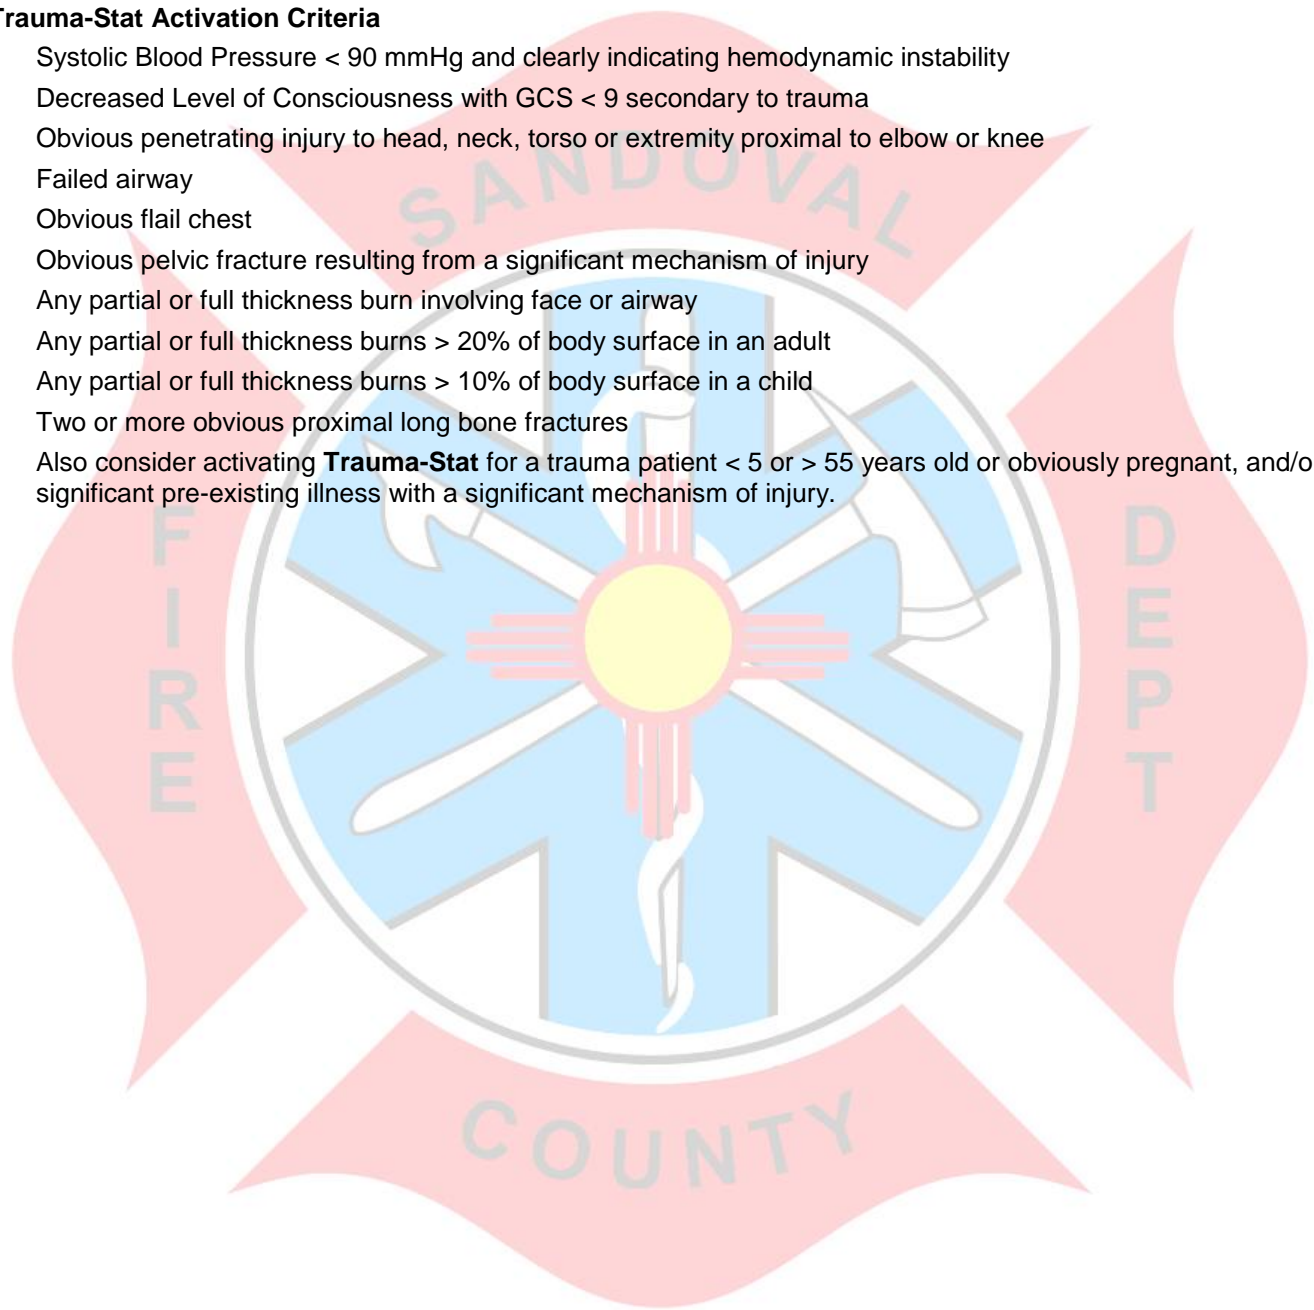 Trauma-Stat Activation Criteria
Systolic Blood Pressure < 90 mmHg and clearly indicating hemodynamic instability
Decreased Level of Consciousness with GCS < 9 secondary to trauma
Obvious penetrating injury to head, neck, torso or extremity proximal to elbow or knee
Failed airway
Obvious flail chest
Obvious pelvic fracture resulting from a significant mechanism of injury
Any partial or full thickness burn involving face or airway
Any partial or full thickness burns > 20% of body surface in an adult
Any partial or full thickness burns > 10% of body surface in a child
Two or more obvious proximal long bone fractures
Also consider activating Trauma-Stat for a trauma patient < 5 or > 55 years old or obviously pregnant, and/o
significant pre-existing illness with a significant mechanism of injury.
SANDOVAL
FIRE
DEPT
COUNTY